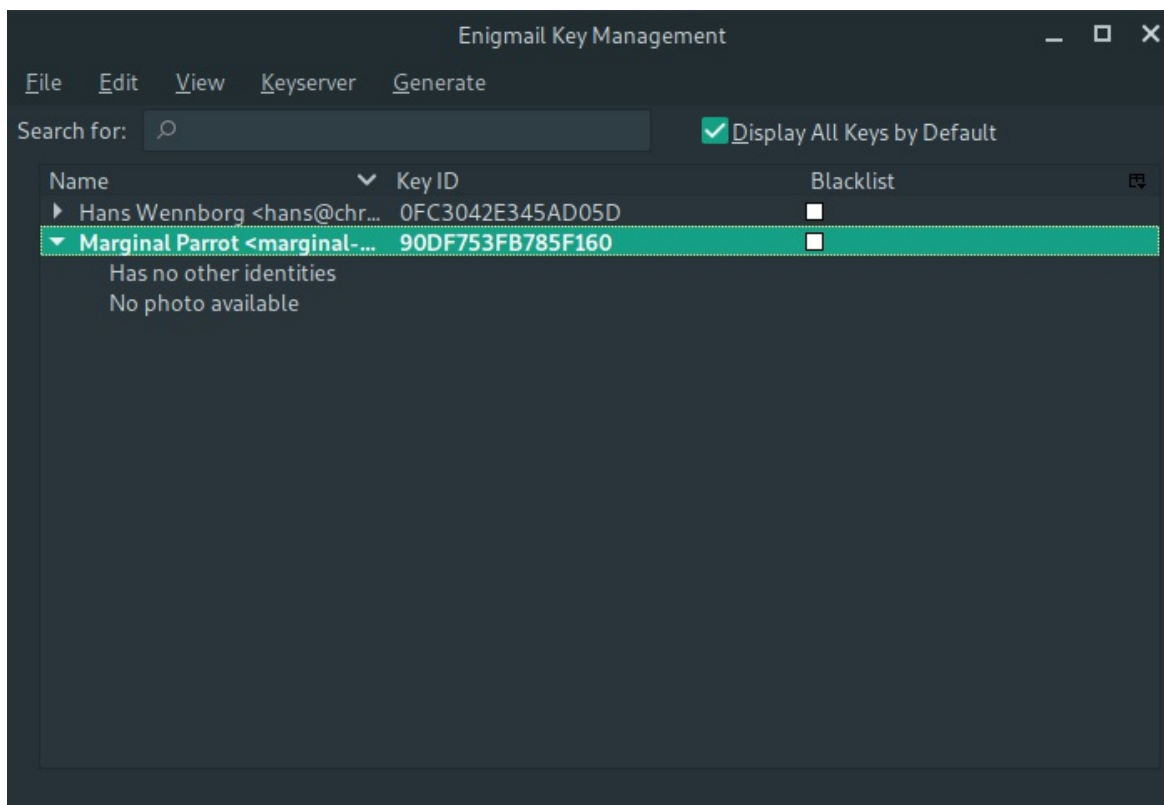 Enigmail Key Management
File Edit View Keyserver Generate
Search for: Display All Keys by Default
Name Key ID Blacklist
Hans Wennborg <hans@chr... 0FC3042E345AD05D
Marginal Parrot <marginal-... 90DF753FB785F160
Has no other identities
No photo available